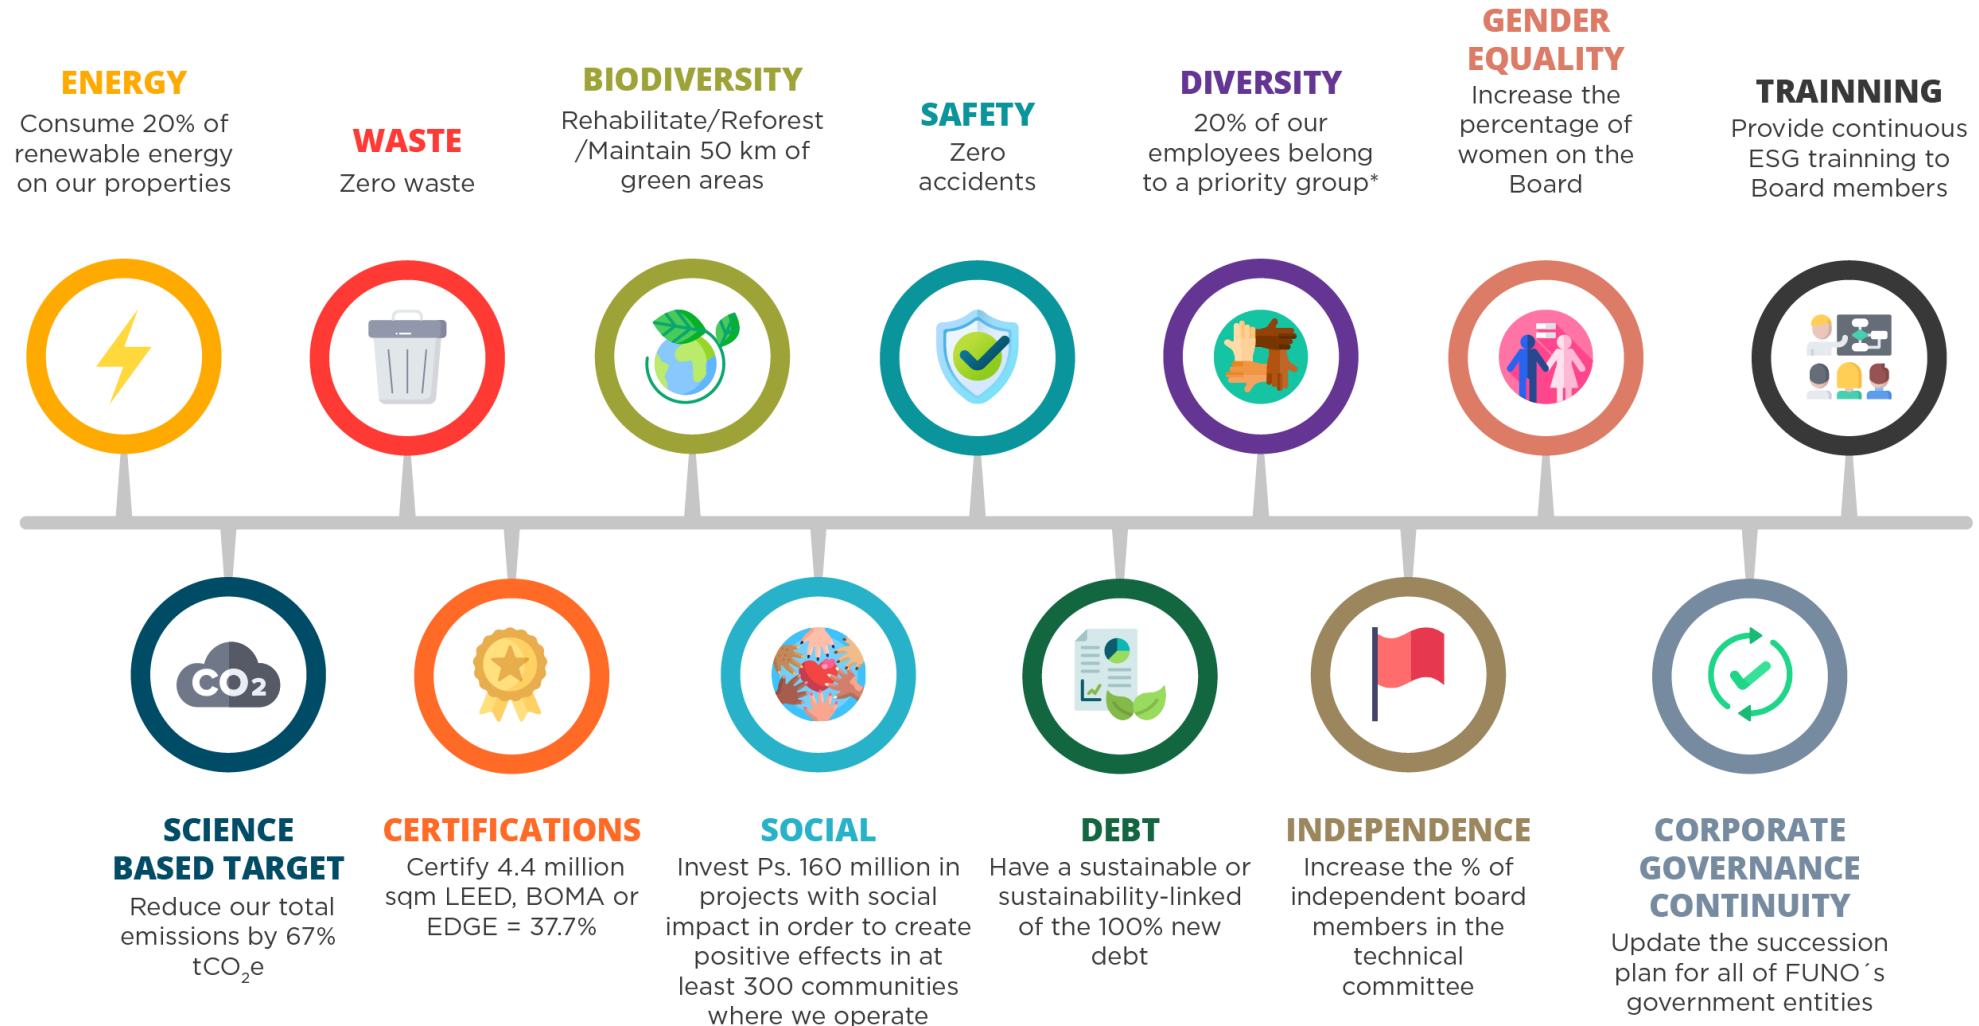 ENERGY
Consume 20% of
renewable energy
on our properties
WASTE
Zero waste
BIODIVERSITY
Rehabilitate/Reforest
/Maintain 50 km of
green areas
SAFETY
Zero
accidents
DIVERSITY
20% of our
employees belong
to a priority group*
GENDER
EQUALITY
Increase the
percentage of
women on the
Board
TRAINNING
Provide continuous
ESG trainning to
Board members
CO2
SCIENCE
BASED TARGET
Reduce our total
emissions by 67%
tCO₂e
CERTIFICATIONS
Certify 4.4 million
sqm LEED, BOMA or
EDGE = 37.7%
SOCIAL
Invest Ps. 160 million in
projects with social
impact in order to create
positive effects in at
least 300 communities
where we operate
DEBT
Have a sustainable or
sustainability-linked
of the 100% new
debt
INDEPENDENCE
Increase the % of
independent board
members in the
technical
committee
CORPORATE
GOVERNANCE
CONTINUITY
Update the succession
plan for all of FUNO´s
government entities